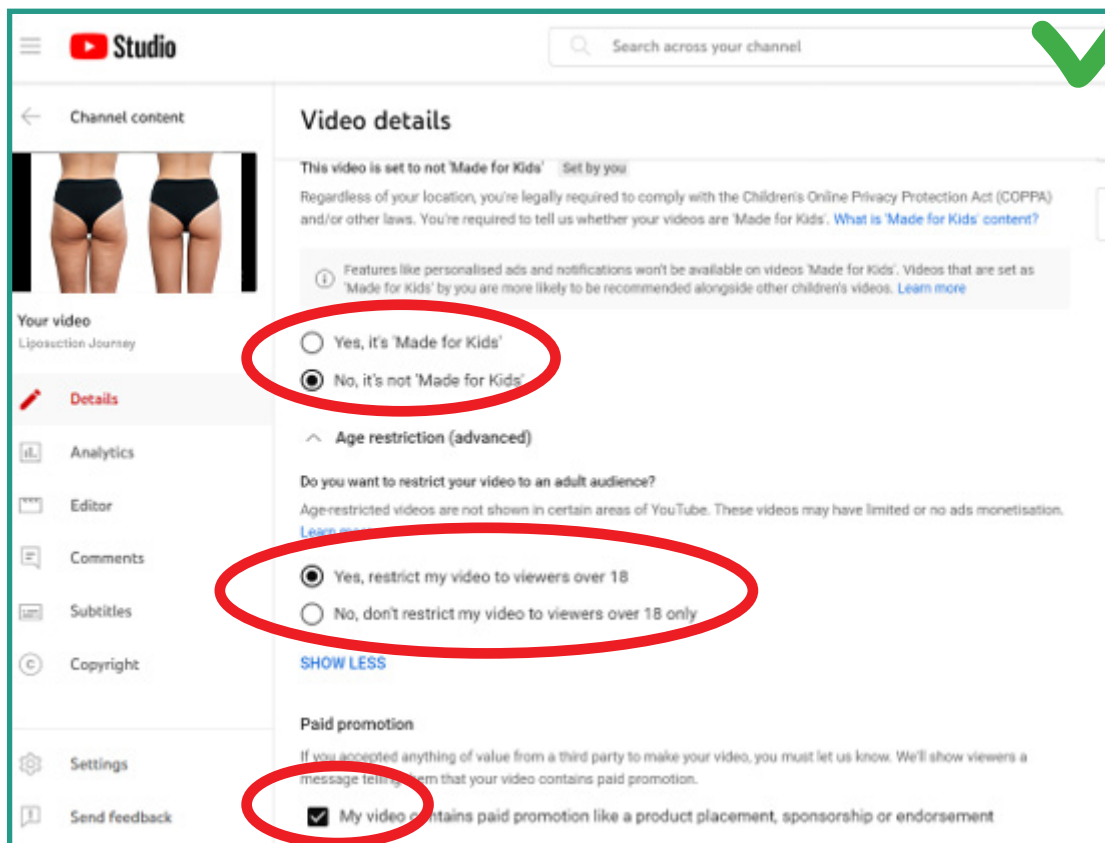 Studio
Search across your channel
Channel content
Your video
Liposuction Journey
Details
Analytics
Editor
Comments
Subtitles
Copyright
Settings
Send feedback
Video details
This video is set to not 'Made for Kids' Set by you
Regardless of your location, you're legally required to comply with the Children's Online Privacy Protection Act (COPPA)
and/or other laws. You're required to tell us whether your videos are 'Made for Kids'. What is 'Made for Kids' content?
Features like personalised ads and notifications won't be available on videos 'Made for Kids'. Videos that are set as
'Made for Kids' by you are more likely to be recommended alongside other children's videos. Learn more
Yes, it's 'Made for Kids'
No, it's not 'Made for Kids'
Age restriction (advanced)
Do you want to restrict your video to an adult audience?
Age-restricted videos are not shown in certain areas of YouTube. These videos may have limited or no ads monetisation.
Learn more
Yes, restrict my video to viewers over 18
No, don't restrict my video to viewers over 18 only
SHOW LESS
Paid promotion
If you accepted anything of value from a third party to make your video, you must let us know. We'll show viewers a
message telling them that your video contains paid promotion.
My video contains paid promotion like a product placement, sponsorship or endorsement